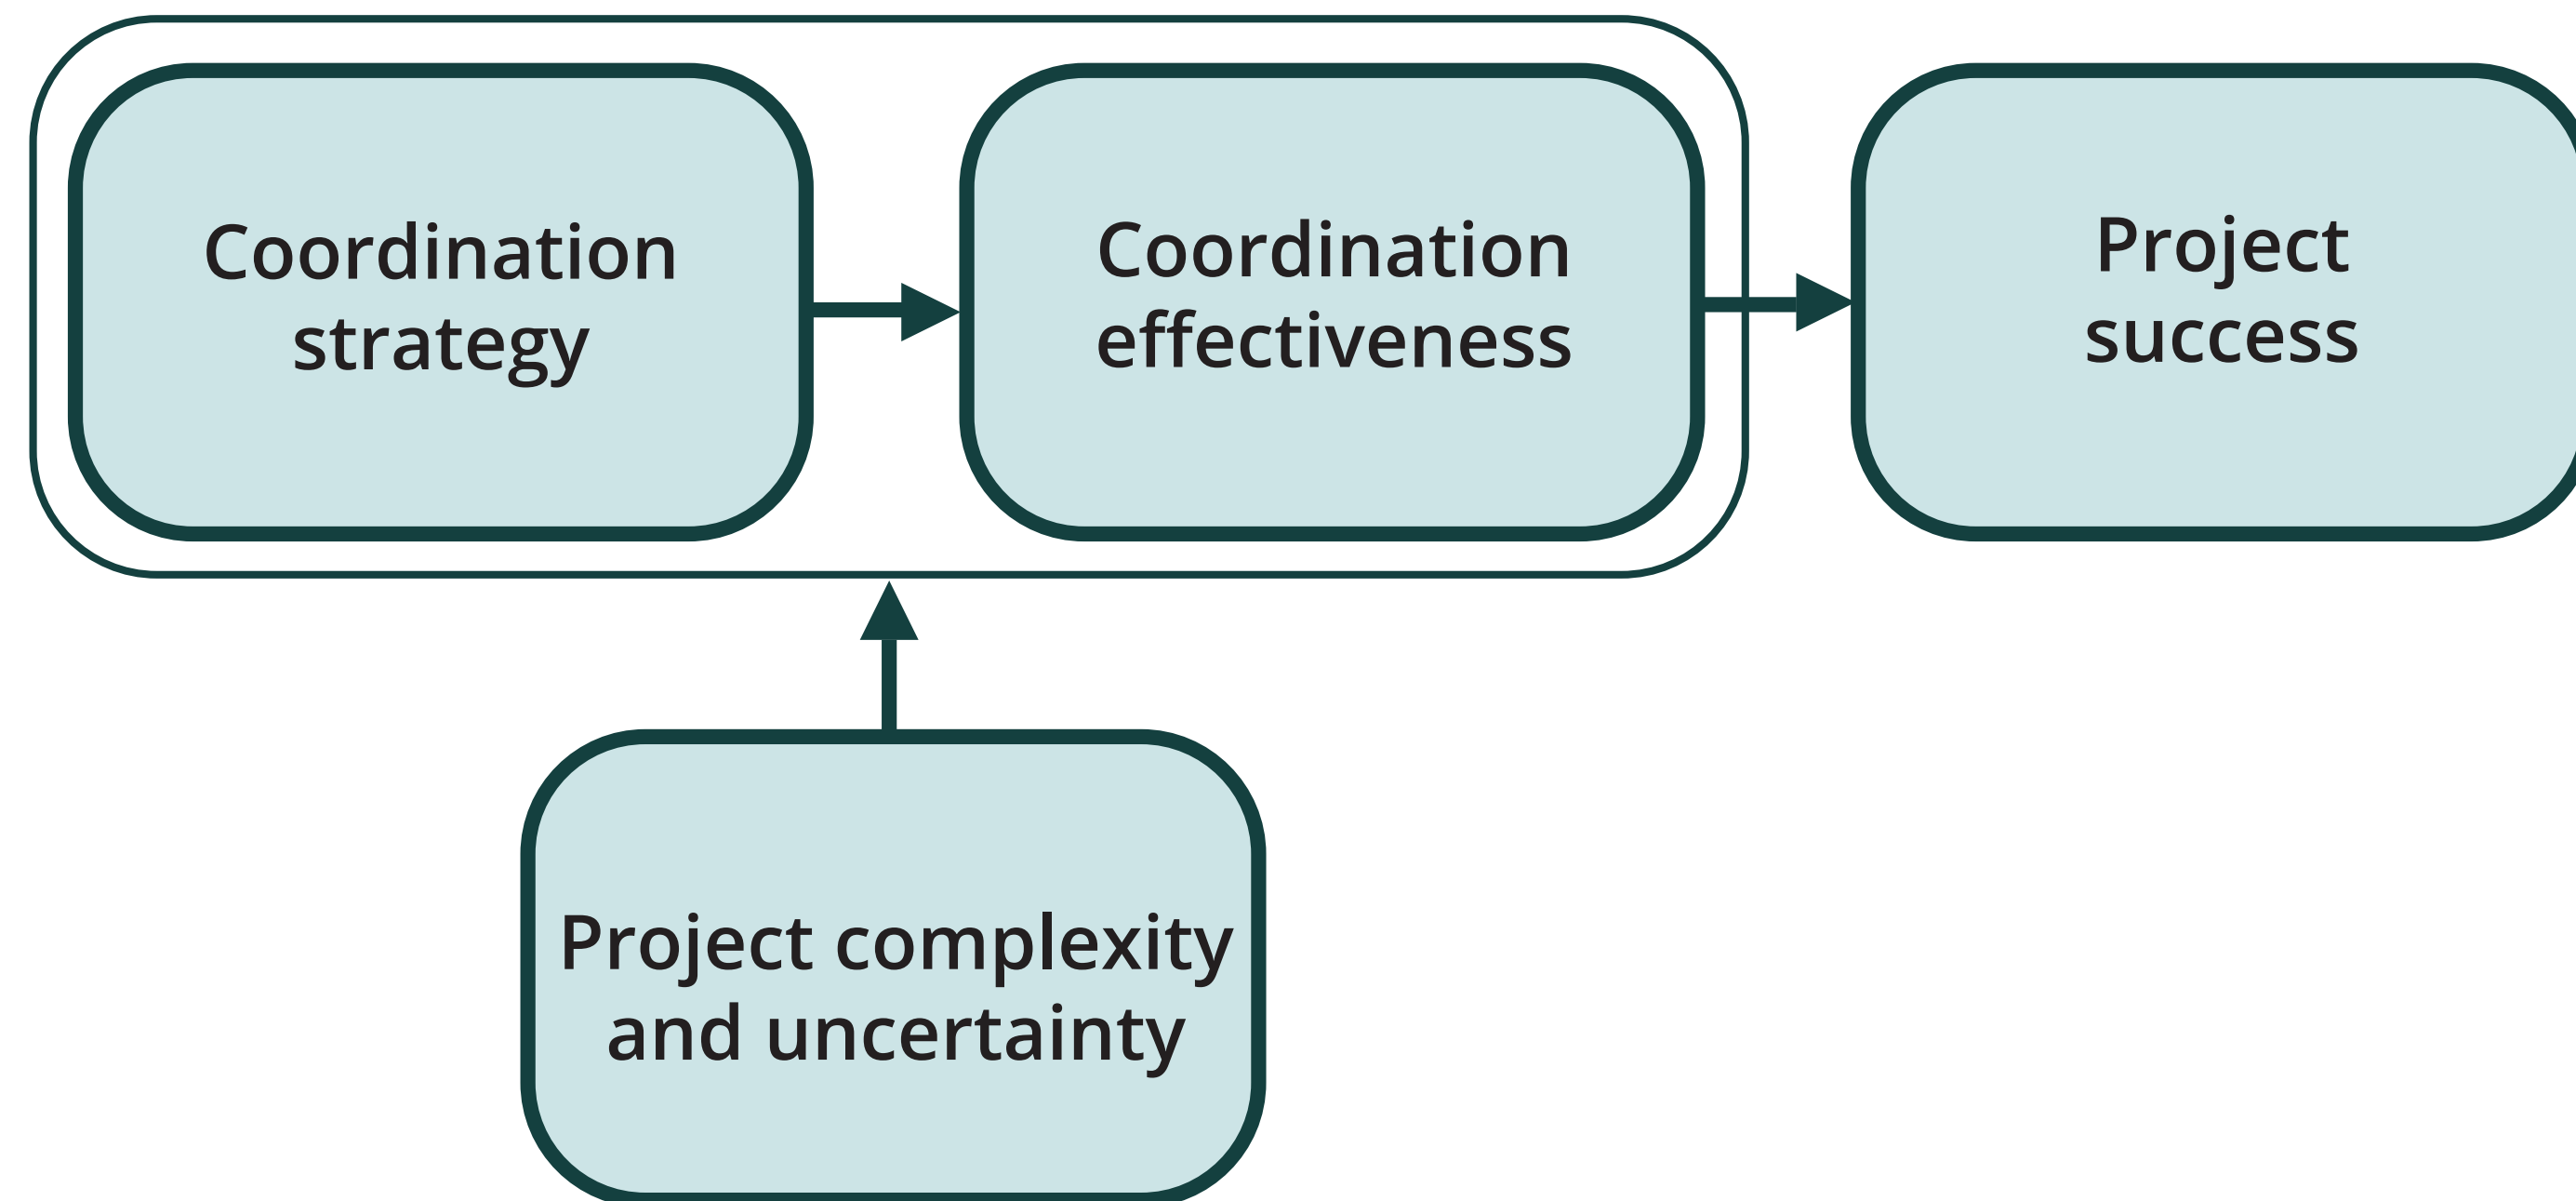 Coordination
strategy
Coordination
effectiveness
Project
success
Project complexity
and uncertainty